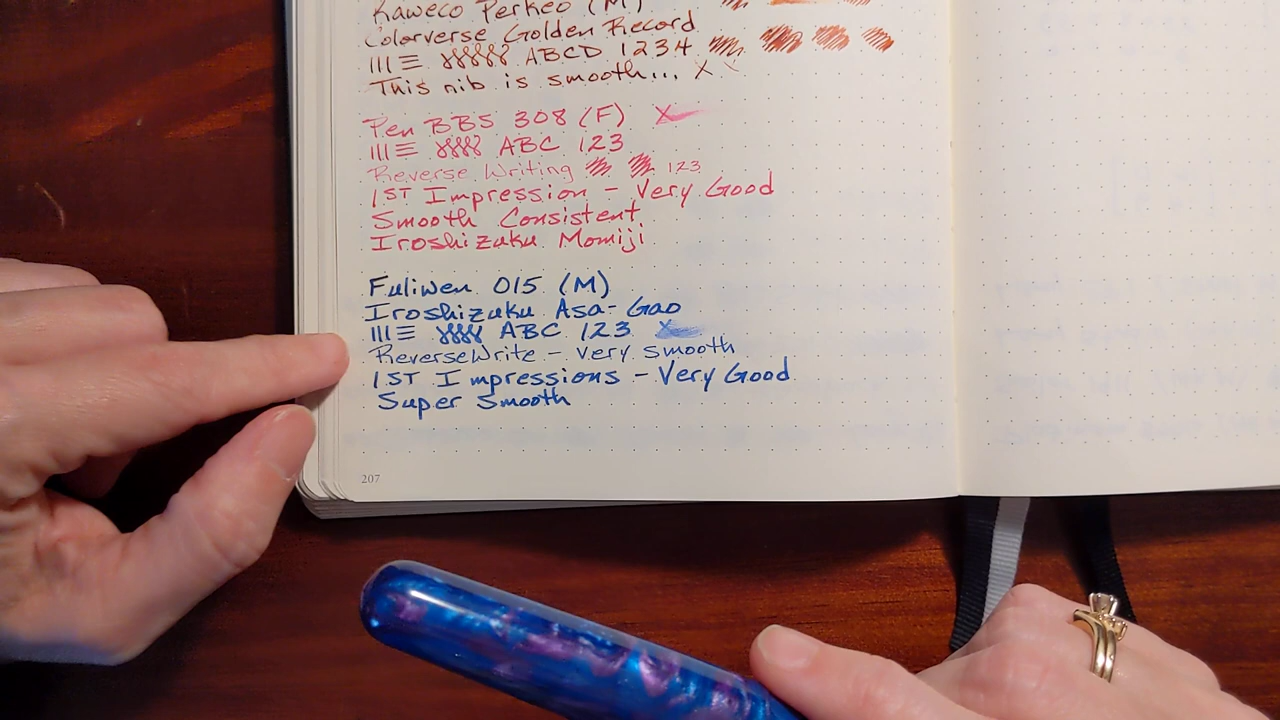 Kaweco Perkeo (M)
Colorverse Golden Record
ABCD 1234
This nib is smooth... X
Pen BBS 308 (F) X
ABC 123
Reverse Writing 123
1ST Impression - Very Good
Smooth Consistent
Iroshizuku Momiji
Fuliwen 015 (M)
Iroshizuku Asa-Gao
ABC 123 X
ReverseWrite - very smooth
1ST Impressions - Very Good
Super Smooth
207